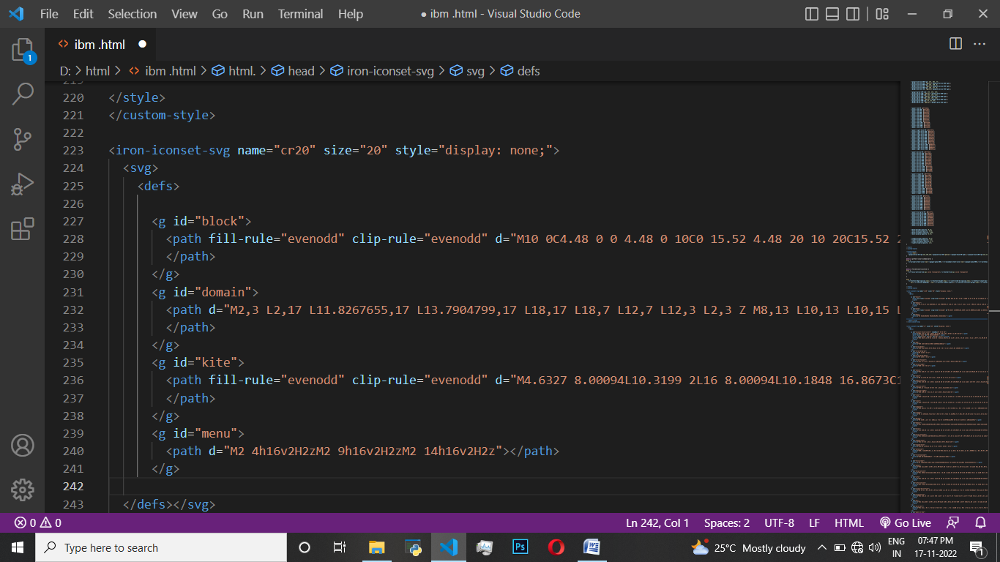 File Edit Selection View Go Run Terminal Help ● ibm .html - Visual Studio Code
1
<> ibm .html ●
D: > html > <> ibm .html > html. > head > iron-iconset-svg > svg > defs
219
220 </style>
221 </custom-style>
222
223 <iron-iconset-svg name="cr20" size="20" style="display: none;">
224 <svg>
225 <defs>
226
227 <g id="block">
228 <path fill-rule="evenodd" clip-rule="evenodd" d="M10 0C4.48 0 0 4.48 0 10C0 15.52 4.48 20 10 20C15.52 2
229 </path>
230 </g>
231 <g id="domain">
232 <path d="M2,3 L2,17 L11.8267655,17 L13.7904799,17 L18,17 L18,7 L12,7 L12,3 L2,3 Z M8,13 L10,13 L10,15 L
233 </path>
234 </g>
235 <g id="kite">
236 <path fill-rule="evenodd" clip-rule="evenodd" d="M4.6327 8.00094L10.3199 2L16 8.00094L10.1848 16.8673C1
237 </path>
238 </g>
239 <g id="menu">
240 <path d="M2 4h16v2H2zM2 9h16v2H2zM2 14h16v2H2z"></path>
241 </g>
242
243 </defs></svg>
0 0 Ln 242, Col 1 Spaces: 2 UTF-8 LF HTML Go Live
Type here to search Ps W 25°C Mostly cloudy ENG IN 07:47 PM 17-11-2022 1